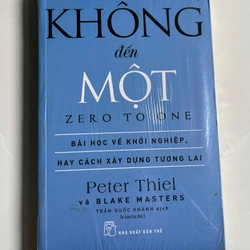 KHÔNG
đến
MỘT
ZERO TO ONE
BÀI HỌC VỀ KHỞI NGHIỆP,
HAY CÁCH XÂY DỰNG TƯƠNG LAI
Peter Thiel
và BLAKE MASTERS
TRẦN QUỐC KHÁNH dịch
NHÀ XUẤT BẢN TRẺ